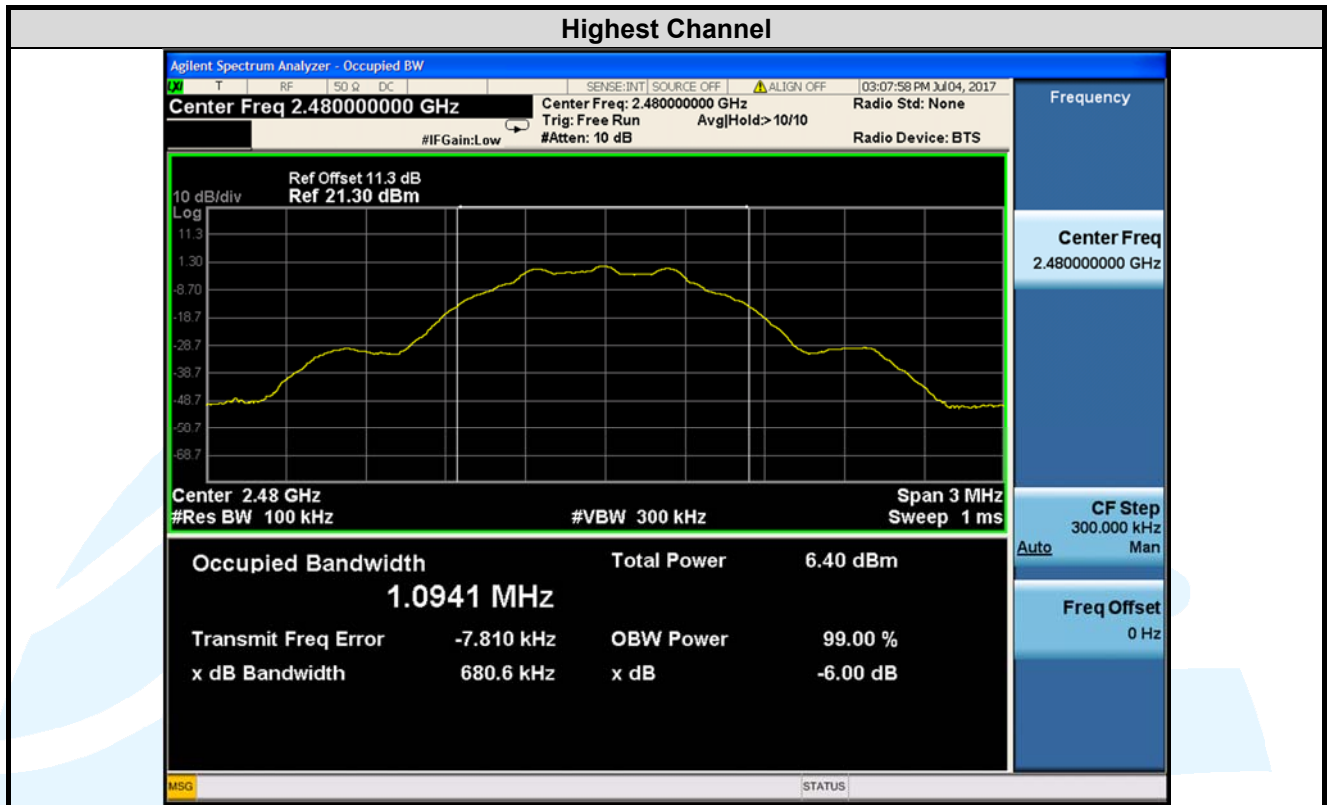 Highest Channel
Agilent Spectrum Analyzer - Occupied BW
LXI T RF 50 Ω DC SENSE:INT SOURCE OFF ALIGN OFF 03:07:58 PM Jul 04, 2017
Center Freq 2.480000000 GHz
Center Freq: 2.480000000 GHz
Radio Std: None
Trig: Free Run
Avg|Hold:>10/10
#IFGain:Low
#Atten: 10 dB
Radio Device: BTS
Ref Offset 11.3 dB
10 dB/div
Ref 21.30 dBm
Log
11.3
1.30
-8.70
-18.7
-28.7
-38.7
-48.7
-58.7
-68.7
Center 2.48 GHz
Span 3 MHz
#Res BW 100 kHz
#VBW 300 kHz
Sweep 1 ms
Occupied Bandwidth
Total Power 6.40 dBm
1.0941 MHz
Transmit Freq Error -7.810 kHz
OBW Power 99.00 %
x dB Bandwidth 680.6 kHz
x dB -6.00 dB
Frequency
Center Freq
2.480000000 GHz
CF Step
300.000 kHz
Auto Man
Freq Offset
0 Hz
MSG
STATUS